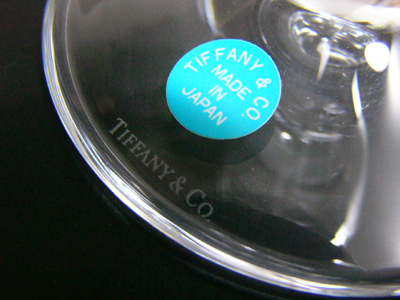 TIFFANY & CO
MADE
IN
JAPAN
TIFFANY & CO.